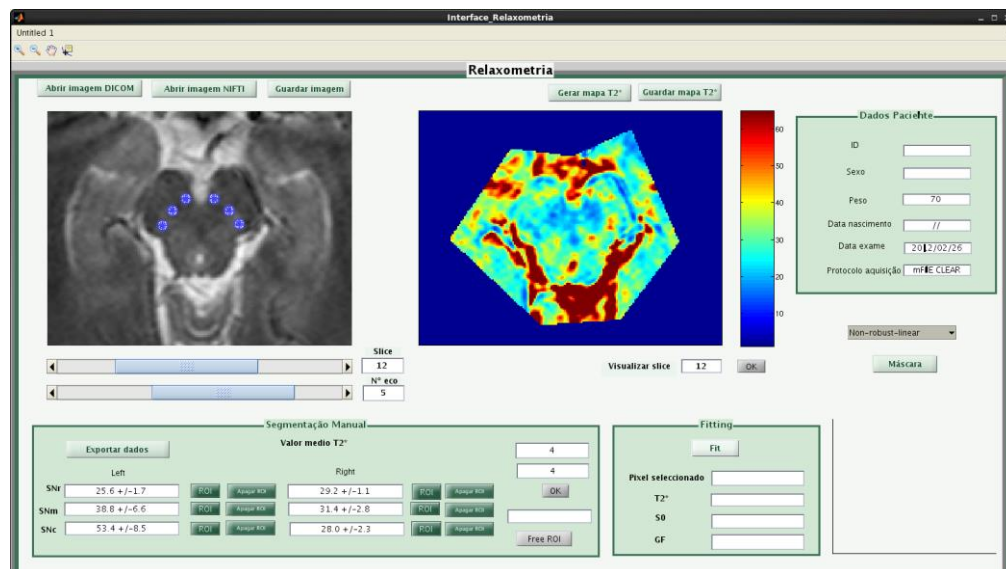 Interface_Relaxometria
Untitled 1
Relaxometria
Abrir imagem DICOM
Abrir imagem NIFTI
Guardar imagem
Gerar mapa T2*
Guardar mapa T2*
60
50
40
30
20
10
Dados Paciente
ID
Sexo
Peso 70
Data nascimento //
Data exame 2012/02/26
Protocolo aquisição mFIE CLEAR
Non-robust-linear
Máscara
Slice
12
N° eco
5
Visualizar slice 12 OK
Segmentação Manual
Exportar dados
Valor medio T2*
4
4
OK
Free ROI
Left Right
SNr 25.6 +/-1.7 ROI Apagar ROI 29.2 +/-1.1 ROI Apagar ROI
SNm 38.8 +/-6.6 ROI Apagar ROI 31.4 +/-2.8 ROI Apagar ROI
SNc 53.4 +/-8.5 ROI Apagar ROI 28.0 +/-2.3 ROI Apagar ROI
Fitting
Fit
Pixel seleccionado
T2*
S0
GF